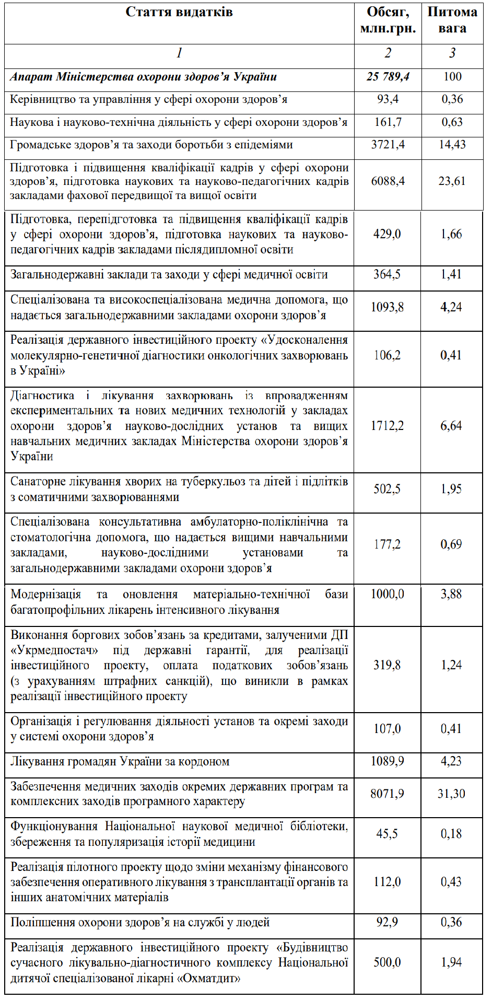 Стаття видатків
Обсяг,
млн.грн.
Питома
вага
1
2
3
Апарат Міністерства охорони здоров’я України
25 789,4
100
Керівництво та управління у сфері охорони здоров’я
93,4
0,36
Наукова і науково-технічна діяльність у сфері охорони здоров’я
161,7
0,63
Громадське здоров’я та заходи боротьби з епідеміями
3721,4
14,43
Підготовка і підвищення кваліфікації кадрів у сфері охорони
здоров’я, підготовка наукових та науково-педагогічних кадрів
закладами фахової передвищої та вищої освіти
6088,4
23,61
Підготовка, перепідготовка та підвищення кваліфікації кадрів
у сфері охорони здоров’я, підготовка наукових та науково-
педагогічних кадрів закладами післядипломної освіти
429,0
1,66
Загальнодержавні заклади та заходи у сфері медичної освіти
364,5
1,41
Спеціалізована та високоспеціалізована медична допомога, що
надається загальнодержавними закладами охорони здоров’я
1093,8
4,24
Реалізація державного інвестиційного проекту «Удосконалення
молекулярно-генетичної діагностики онкологічних захворювань
в Україні»
106,2
0,41
Діагностика і лікування захворювань із впровадженням
експериментальних та нових медичних технологій у закладах
охорони здоров’я науково-дослідних установ та вищих
навчальних медичних закладах Міністерства охорони здоров’я
України
1712,2
6,64
Санаторне лікування хворих на туберкульоз та дітей і підлітків
з соматичними захворюваннями
502,5
1,95
Спеціалізована консультативна амбулаторно-поліклінічна та
стоматологічна допомога, що надається вищими навчальними
закладами, науково-дослідними установами та
загальнодержавними закладами охорони здоров’я
177,2
0,69
Модернізація та оновлення матеріально-технічної бази
багатопрофільних лікарень інтенсивного лікування
1000,0
3,88
Виконання боргових зобов’язань за кредитами, залученими ДП
«Укрмедпостач» під державні гарантії, для реалізації
інвестиційного проекту, оплата податкових зобов’язань
(з урахуванням штрафних санкцій), що виникли в рамках
реалізації інвестиційного проекту
319,8
1,24
Організація і регулювання діяльності установ та окремі заходи
у системі охорони здоров’я
107,0
0,41
Лікування громадян України за кордоном
1089,9
4,23
Забезпечення медичних заходів окремих державних програм та
комплексних заходів програмного характеру
8071,9
31,30
Функціонування Національної наукової медичної бібліотеки,
збереження та популяризація історії медицини
45,5
0,18
Реалізація пілотного проекту щодо зміни механізму фінансового
забезпечення оперативного лікування з трансплантації органів та
інших анатомічних матеріалів
112,0
0,43
Поліпшення охорони здоров’я на службі у людей
92,9
0,36
Реалізація державного інвестиційного проекту «Будівництво
сучасного лікувально-діагностичного комплексу Національної
дитячої спеціалізованої лікарні «Охматдит»
500,0
1,94